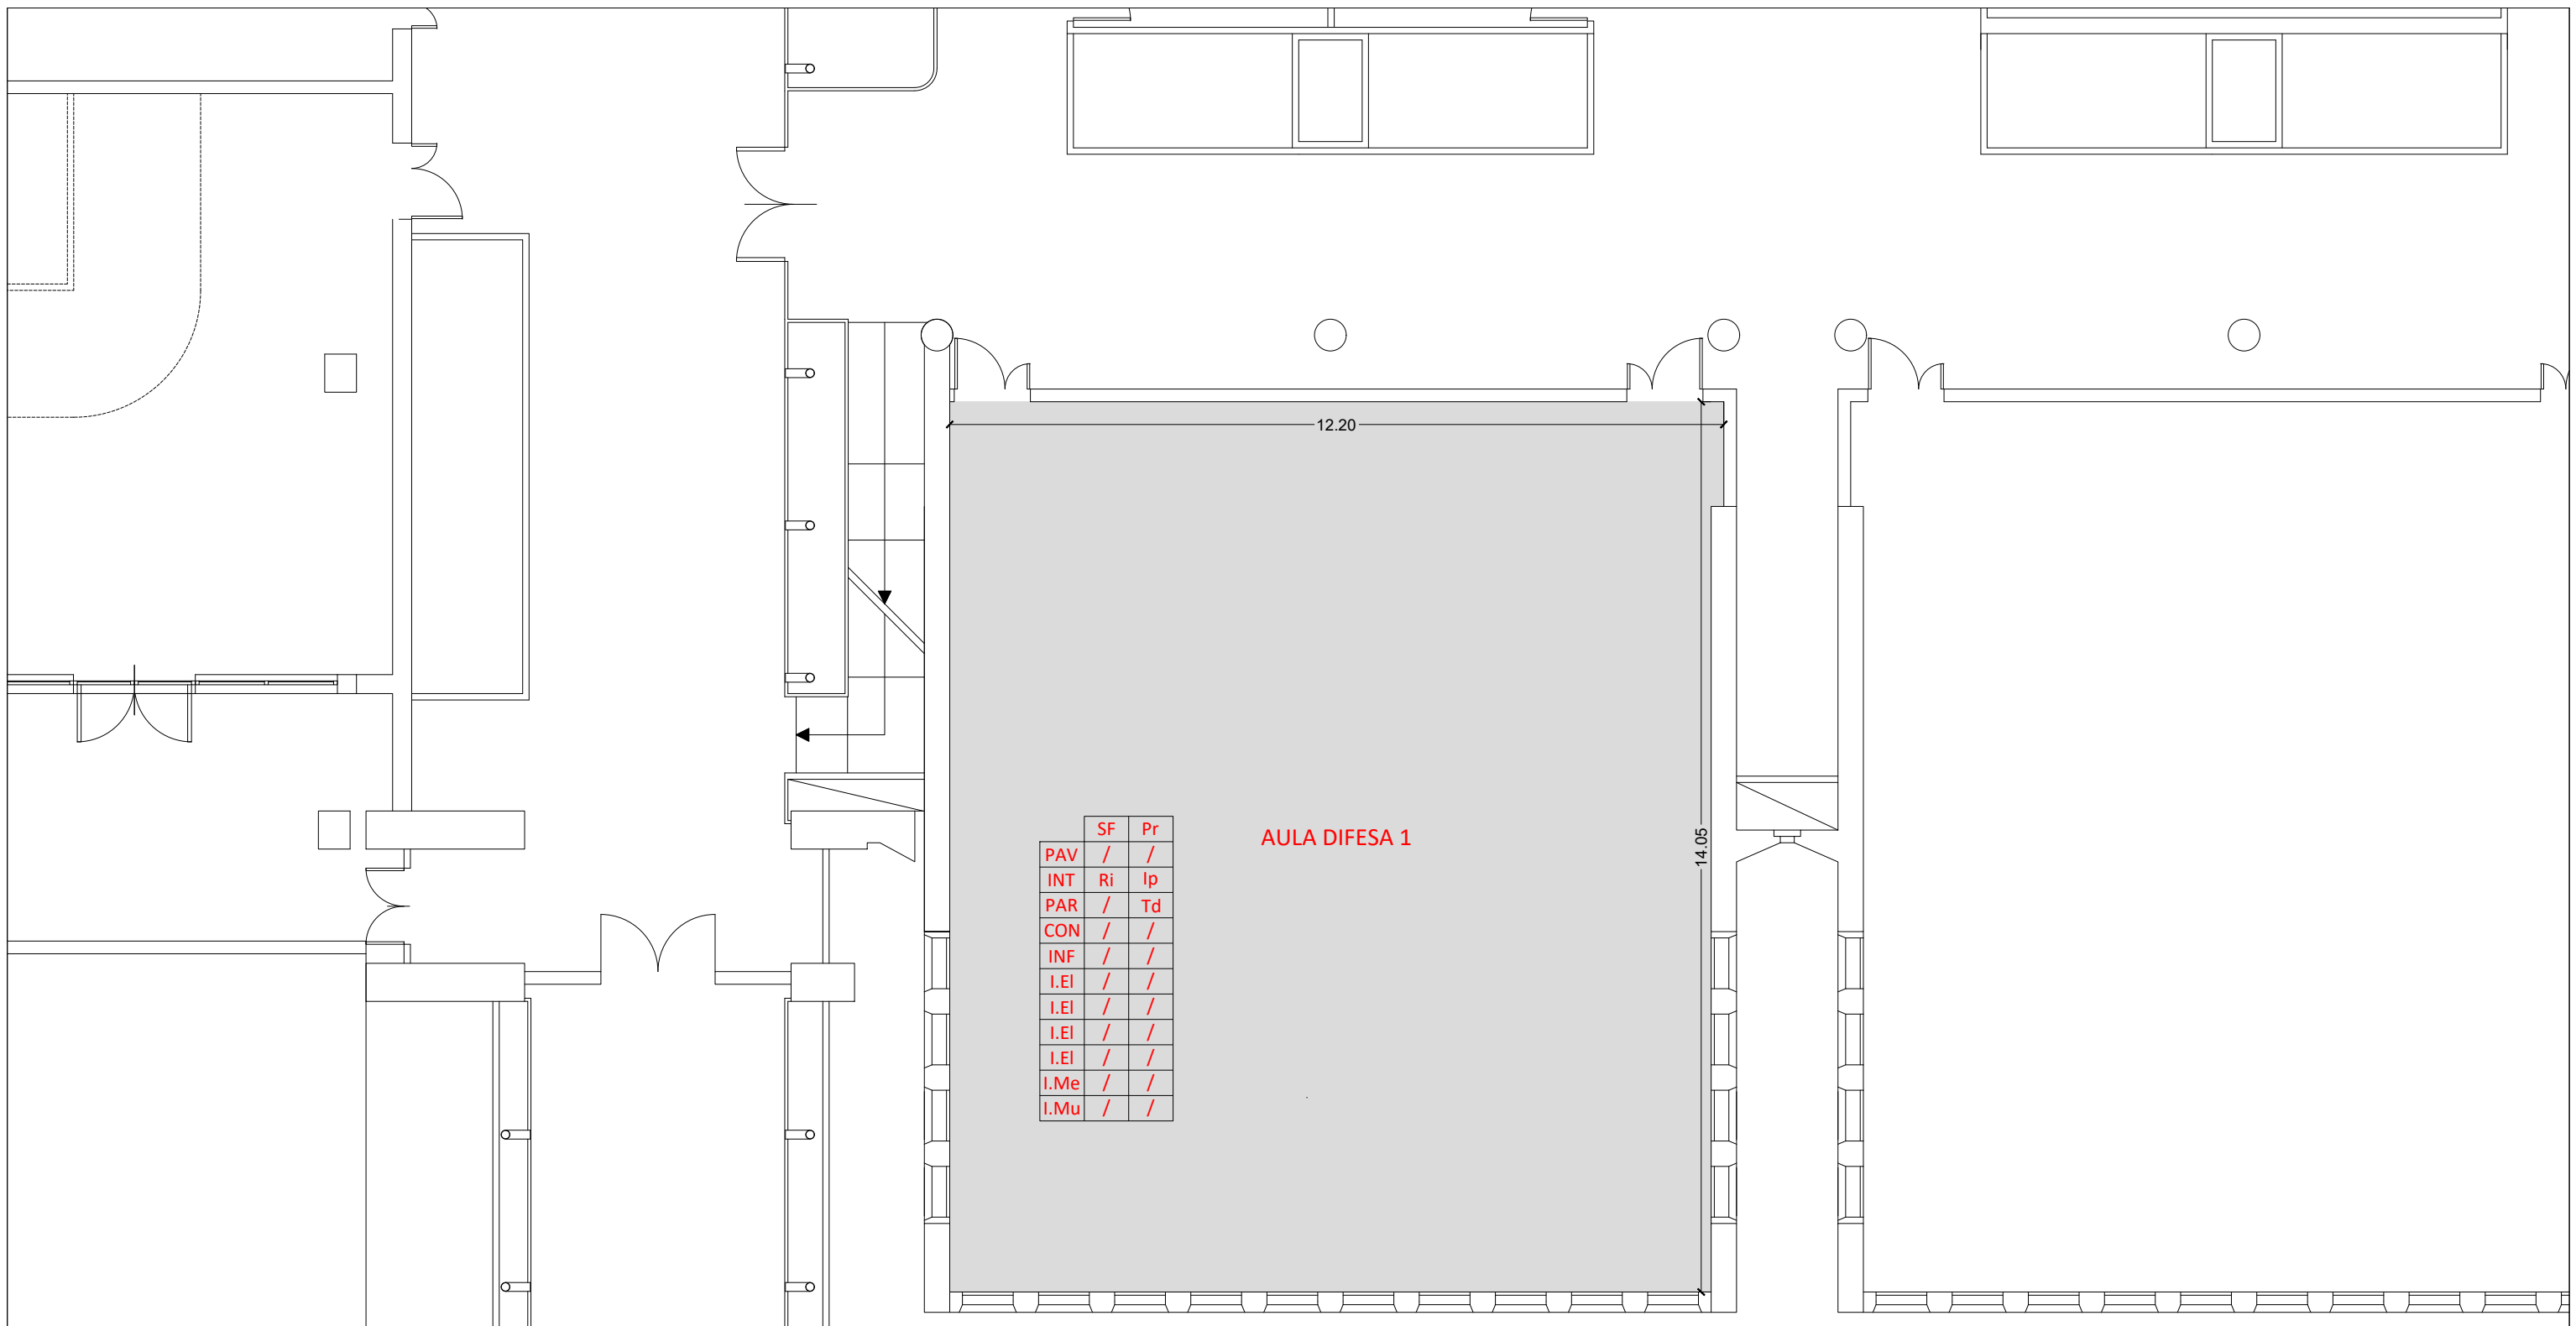 12.20
SF Pr
AULA DIFESA 1
PAV / /
INT Ri Ip
PAR / Td
CON / /
INF / /
I.El / /
I.El / /
I.El / /
I.El / /
I.Me / /
I.Mu / /
14.05